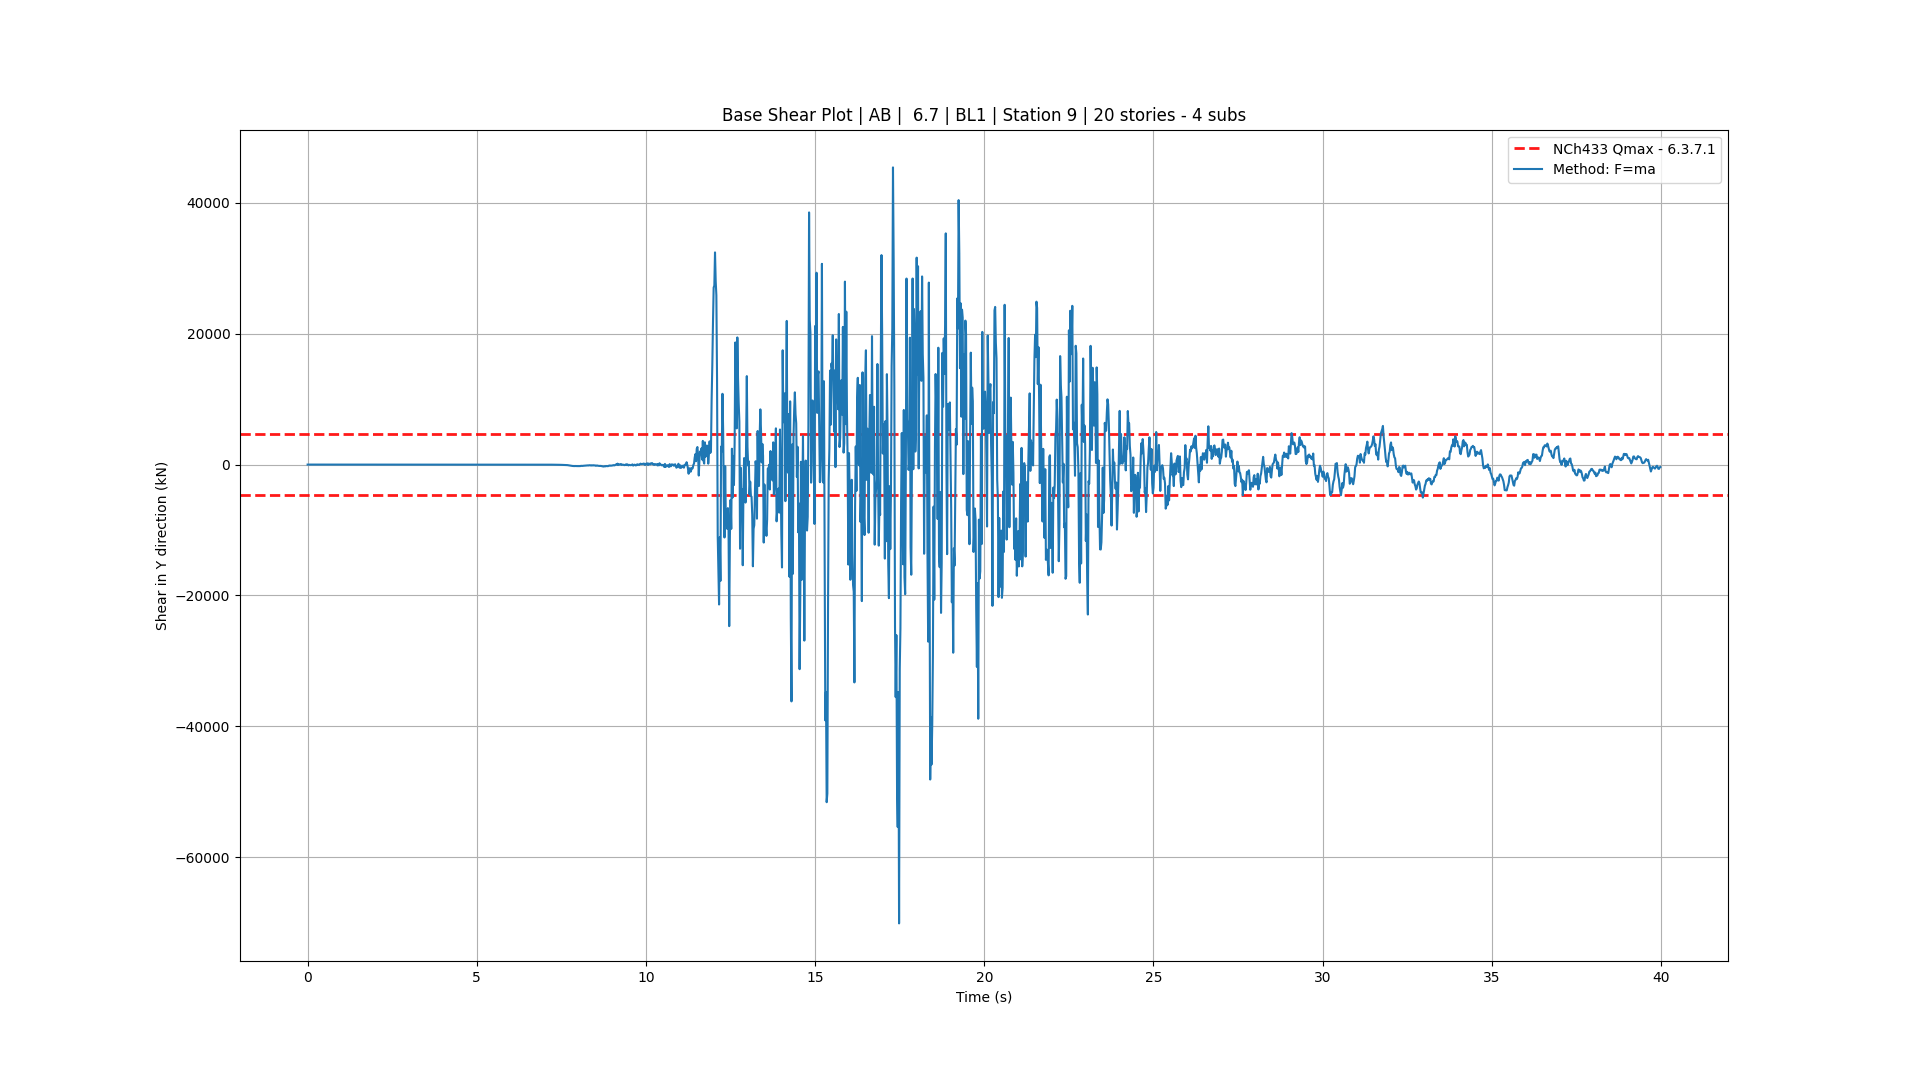 Base Shear Plot | AB |  6.7 | BL1 | Station 9 | 20 stories - 4 subs
NCh433 Qmax - 6.3.7.1
Method: F=ma
Shear in Y direction (kN)
40000
20000
0
−20000
−40000
−60000
0 5 10 15 20 25 30 35 40
Time (s)